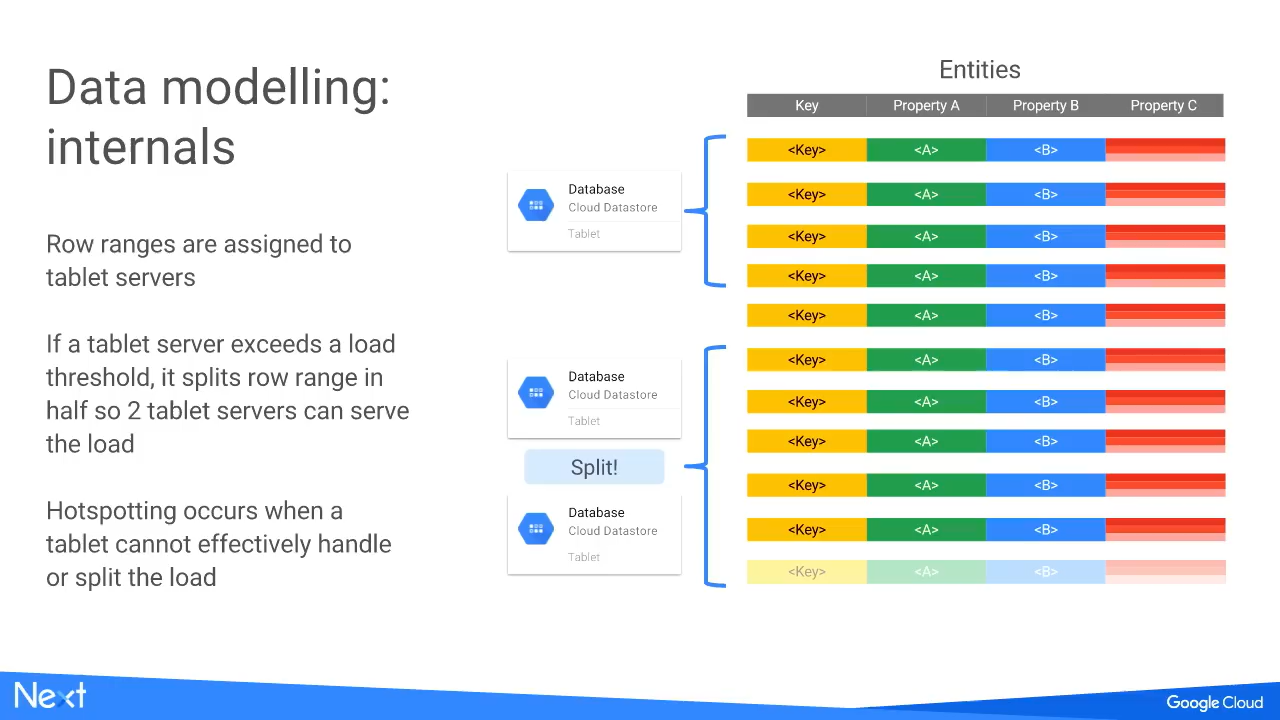 Data modelling:
internals
Row ranges are assigned to
tablet servers
If a tablet server exceeds a load
threshold, it splits row range in
half so 2 tablet servers can serve
the load
Hotspotting occurs when a
tablet cannot effectively handle
or split the load
Database
Cloud Datastore
Tablet
Database
Cloud Datastore
Tablet
Split!
Database
Cloud Datastore
Tablet
Entities
Key Property A Property B Property C
<Key> <A> <B>
<Key> <A> <B>
<Key> <A> <B>
<Key> <A> <B>
<Key> <A> <B>
<Key> <A> <B>
<Key> <A> <B>
<Key> <A> <B>
<Key> <A> <B>
<Key> <A> <B>
<Key> <A> <B>
Next
Google Cloud